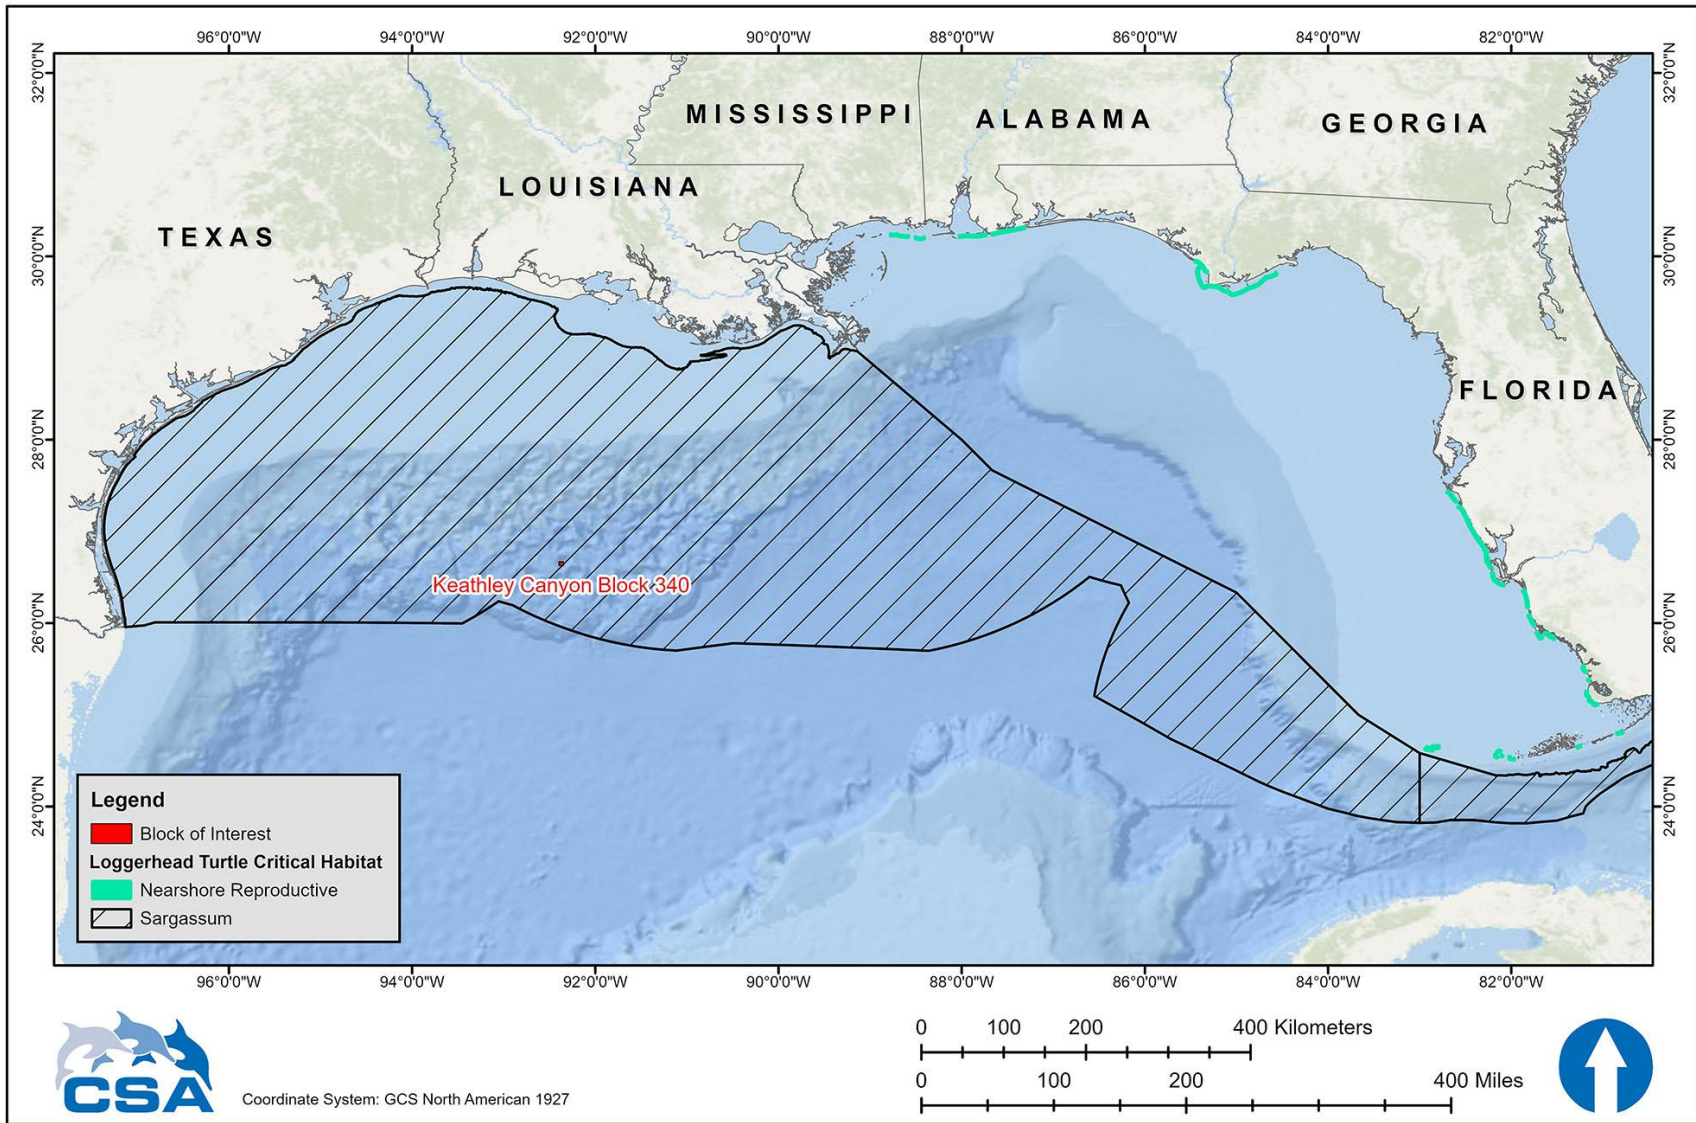 96°0'0"W 94°0'0"W 92°0'0"W 90°0'0"W 88°0'0"W 86°0'0"W 84°0'0"W 82°0'0"W
32°0'0"N 32°0'0"N
MISSISSIPPI ALABAMA GEORGIA
LOUISIANA
TEXAS
30°0'0"N 30°0'0"N
FLORIDA
28°0'0"N 28°0'0"N
Keathley Canyon Block 340
26°0'0"N 26°0'0"N
24°0'0"N 24°0'0"N
Legend
Block of Interest
Loggerhead Turtle Critical Habitat
Nearshore Reproductive
Sargassum
96°0'0"W 94°0'0"W 92°0'0"W 90°0'0"W 88°0'0"W 86°0'0"W 84°0'0"W 82°0'0"W
CSA
Coordinate System: GCS North American 1927
0 100 200 400 Kilometers
0 100 200 400 Miles